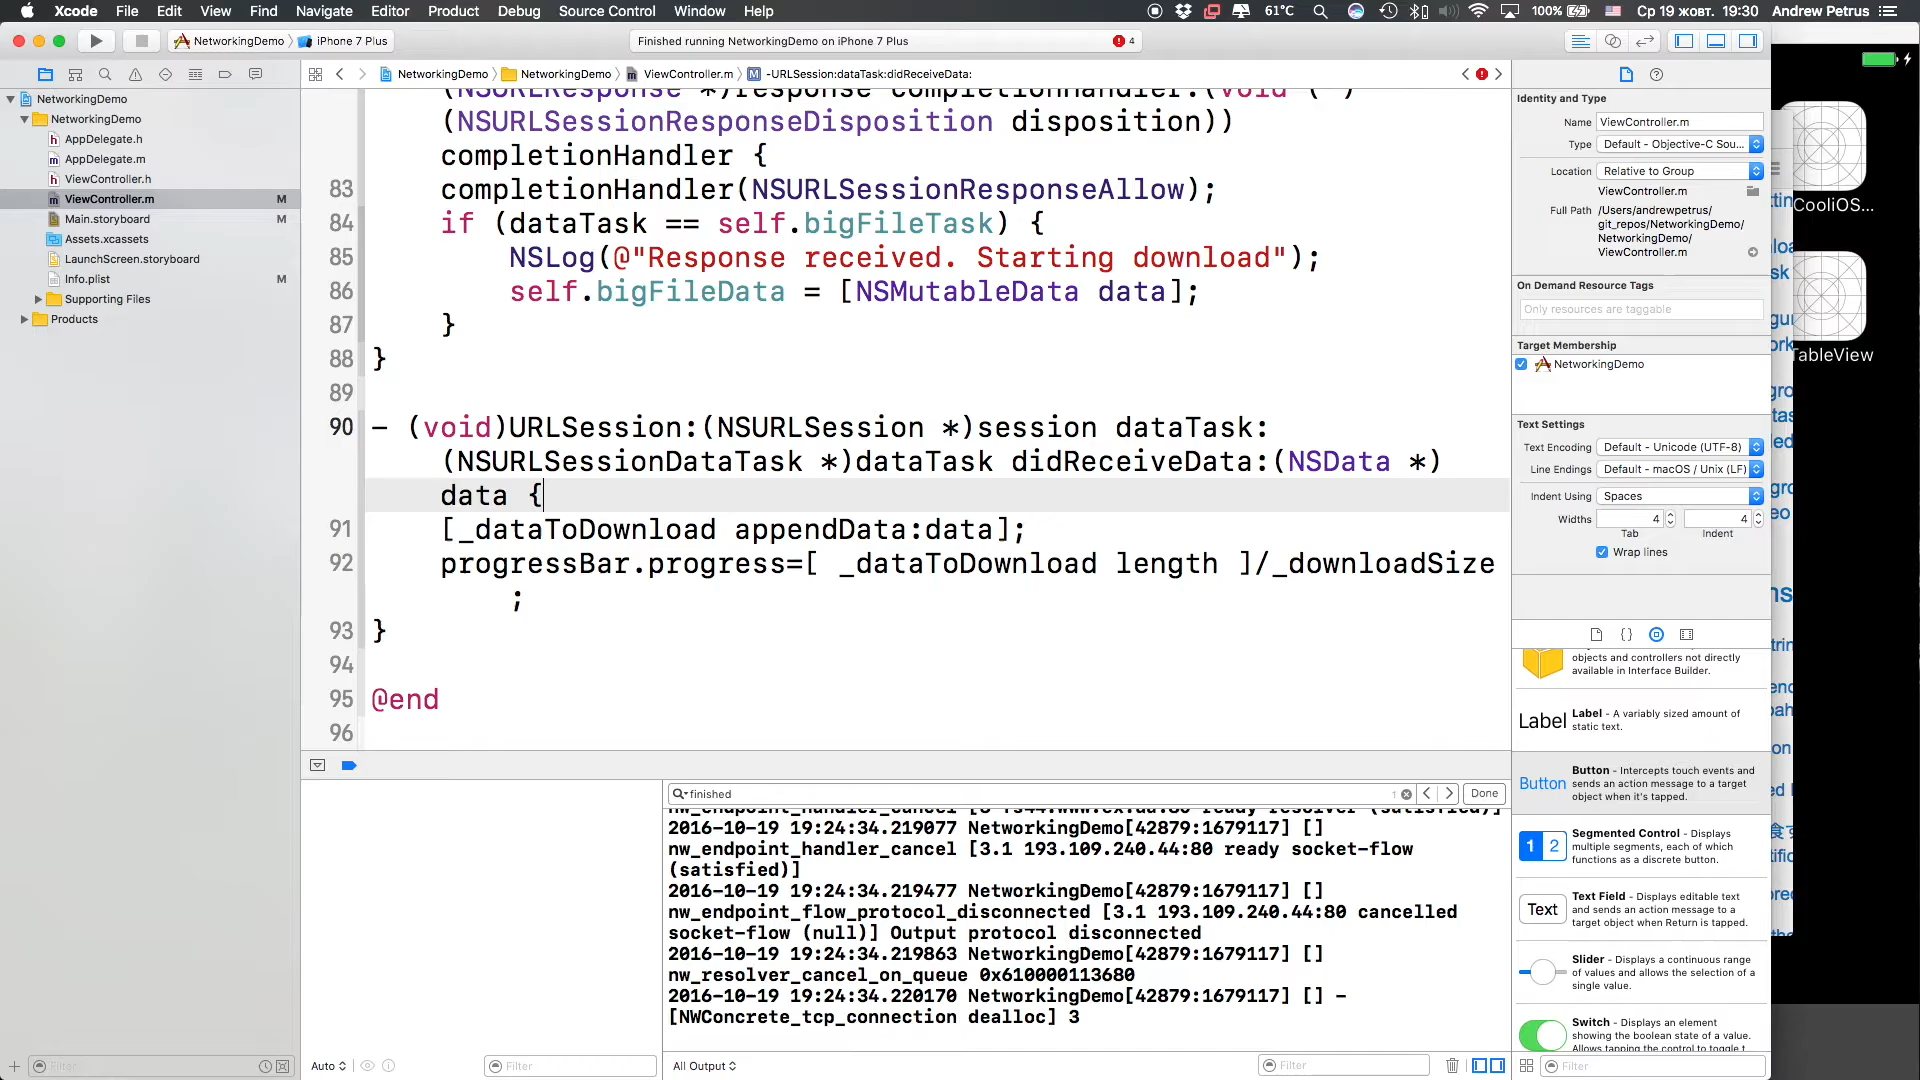 Xcode File Edit View Find Navigate Editor Product Debug Source Control Window Help
61°C 100% Ср 19 жовт. 19:30 Andrew Petrus
NetworkingDemo iPhone 7 Plus
Finished running NetworkingDemo on iPhone 7 Plus
4
NetworkingDemo NetworkingDemo ViewController.m M -URLSession:dataTask:didReceiveData:
NetworkingDemo
NetworkingDemo
h AppDelegate.h
m AppDelegate.m
h ViewController.h
m ViewController.m M
Main.storyboard M
Assets.xcassets
LaunchScreen.storyboard
Info.plist M
Supporting Files
Products
Filter
(NSURLResponse *)response completionHandler:(void (^)
(NSURLSessionResponseDisposition disposition))
completionHandler {
83 completionHandler(NSURLSessionResponseAllow);
84 if (dataTask == self.bigFileTask) {
85 NSLog(@"Response received. Starting download");
86 self.bigFileData = [NSMutableData data];
87 }
88 }
89
90 - (void)URLSession:(NSURLSession *)session dataTask:
(NSURLSessionDataTask *)dataTask didReceiveData:(NSData *)
data {
91 [_dataToDownload appendData:data];
92 progressBar.progress=[ _dataToDownload length ]/_downloadSize
;
93 }
94
95 @end
96
finished 1 Done
2016-10-19 19:24:34.219077 NetworkingDemo[42879:1679117] []
nw_endpoint_handler_cancel [3.1 193.109.240.44:80 ready socket-flow
(satisfied)]
2016-10-19 19:24:34.219477 NetworkingDemo[42879:1679117] []
nw_endpoint_flow_protocol_disconnected [3.1 193.109.240.44:80 cancelled
socket-flow (null)] Output protocol disconnected
2016-10-19 19:24:34.219863 NetworkingDemo[42879:1679117] []
nw_resolver_cancel_on_queue 0x610000113680
2016-10-19 19:24:34.220170 NetworkingDemo[42879:1679117] [] -
[NWConcrete_tcp_connection dealloc] 3
Auto Filter
All Output Filter
Identity and Type
Name ViewController.m
Type Default - Objective-C Sou...
Location Relative to Group
ViewController.m
Full Path /Users/andrewpetrus/
git_repos/NetworkingDemo/
NetworkingDemo/
ViewController.m
On Demand Resource Tags
Only resources are taggable
Target Membership
NetworkingDemo
Text Settings
Text Encoding Default - Unicode (UTF-8)
Line Endings Default - macOS / Unix (LF)
Indent Using Spaces
Widths 4 4
Tab Indent
Wrap lines
objects and controllers not directly
available in Interface Builder.
Label Label - A variably sized amount of
static text.
Button Button - Intercepts touch events and
sends an action message to a target
object when it's tapped.
1 2 Segmented Control - Displays
multiple segments, each of which
functions as a discrete button.
Text Text Field - Displays editable text
and sends an action message to a
target object when Return is tapped.
Slider - Displays a continuous range
of values and allows the selection of a
single value.
Switch - Displays an element
showing the boolean state of a value.
Allows tapping the control to toggle t...
Filter
CooliOS...
TableView